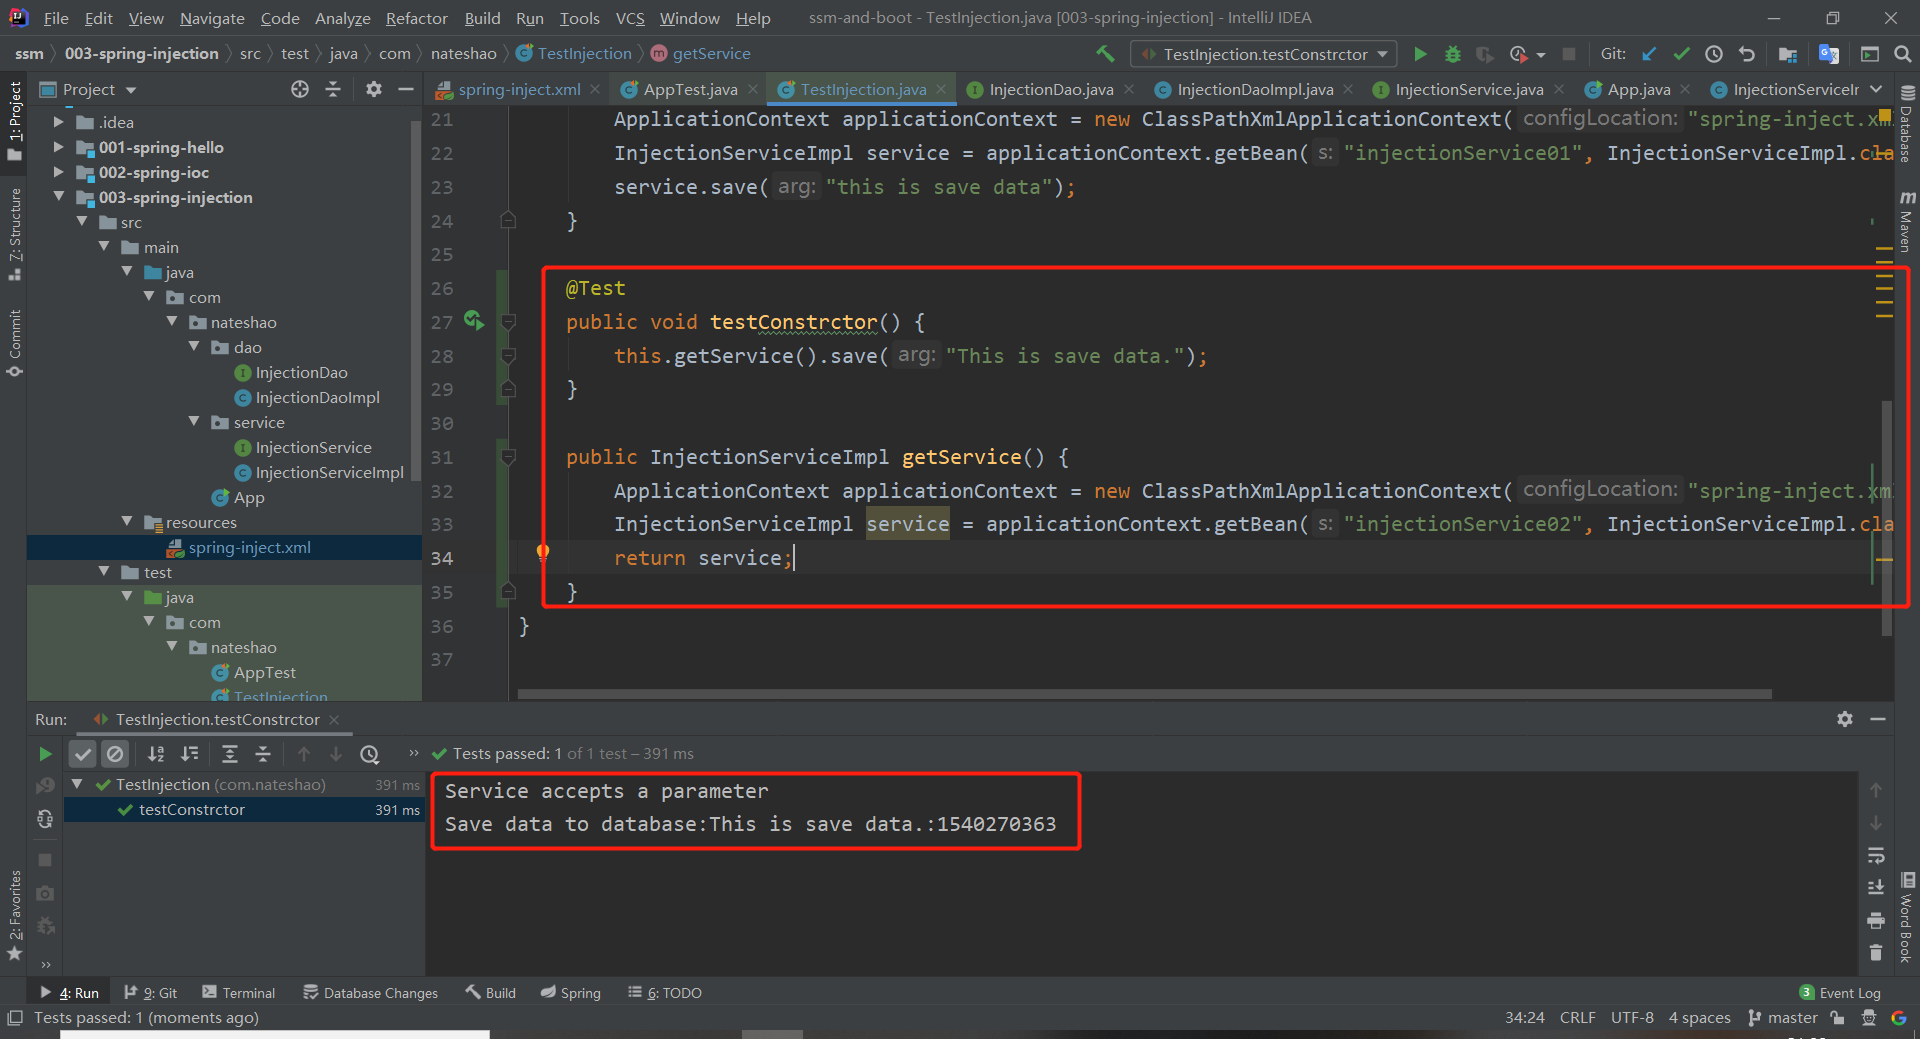 File Edit View Navigate Code Analyze Refactor Build Run Tools VCS Window Help ssm-and-boot - TestInjection.java [003-spring-injection] - IntelliJ IDEA
ssm 003-spring-injection src test java com nateshao TestInjection getService TestInjection.testConstrctor Git:
Project
spring-inject.xml AppTest.java TestInjection.java InjectionDao.java InjectionDaoImpl.java InjectionService.java App.java InjectionServiceIr
1: Project
7: Structure
Commit
2: Favorites
.idea
001-spring-hello
002-spring-ioc
003-spring-injection
src
main
java
com
nateshao
dao
InjectionDao
InjectionDaoImpl
service
InjectionService
InjectionServiceImpl
App
resources
spring-inject.xml
test
java
com
nateshao
AppTest
TestInjection
21 ApplicationContext applicationContext = new ClassPathXmlApplicationContext( configLocation: "spring-inject.xm
22 InjectionServiceImpl service = applicationContext.getBean( s: "injectionService01", InjectionServiceImpl.cla
23 service.save( arg: "this is save data");
24 }
25
26 @Test
27 public void testConstrctor() {
28 this.getService().save( arg: "This is save data.");
29 }
30
31 public InjectionServiceImpl getService() {
32 ApplicationContext applicationContext = new ClassPathXmlApplicationContext( configLocation: "spring-inject.xm
33 InjectionServiceImpl service = applicationContext.getBean( s: "injectionService02", InjectionServiceImpl.cla
34 return service;
35 }
36 }
37
Database
Maven
Word Book
Run: TestInjection.testConstrctor
Tests passed: 1 of 1 test – 391 ms
TestInjection (com.nateshao) 391 ms
testConstrctor 391 ms
Service accepts a parameter
Save data to database:This is save data.:1540270363
4: Run 9: Git Terminal Database Changes Build Spring 6: TODO 3 Event Log
Tests passed: 1 (moments ago) 34:24 CRLF UTF-8 4 spaces master